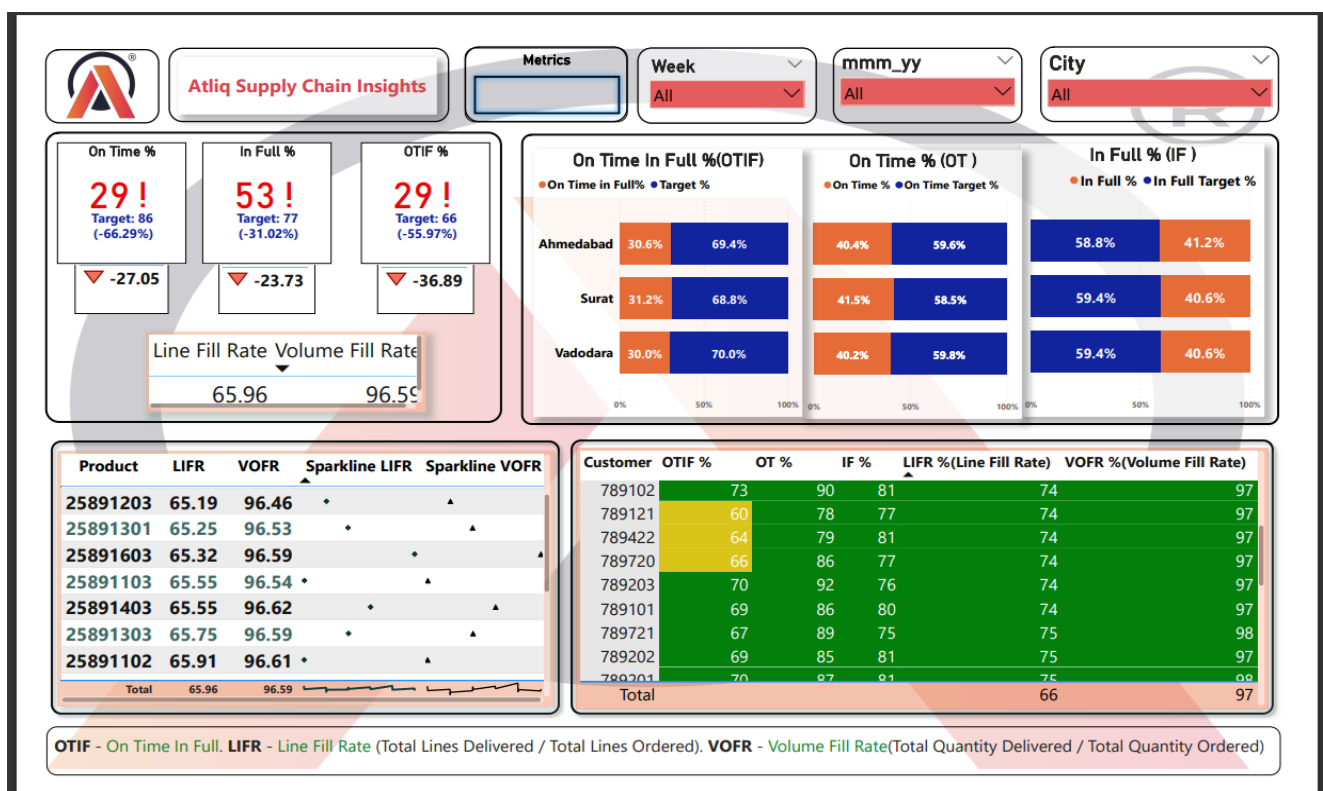 ®
Atliq Supply Chain Insights
Metrics
Week
All
mmm_yy
All
City
All
R
On Time %
29!
Target: 86
(-66.29%)
-27.05
In Full %
53!
Target: 77
(-31.02%)
-23.73
OTIF %
29!
Target: 66
(-55.97%)
-36.89
Line Fill Rate Volume Fill Rate
65.96 96.59
On Time In Full %(OTIF)
On Time in Full% Target %
Ahmedabad 30.6% 69.4%
Surat 31.2% 68.8%
Vadodara 30.0% 70.0%
0% 50% 100%
On Time % (OT )
On Time % On Time Target %
40.4% 59.6%
41.5% 58.5%
40.2% 59.8%
0% 50% 100%
In Full % (IF )
In Full % In Full Target %
58.8% 41.2%
59.4% 40.6%
59.4% 40.6%
0% 50% 100%
Product LIFR VOFR Sparkline LIFR Sparkline VOFR
25891203 65.19 96.46
25891301 65.25 96.53
25891603 65.32 96.59
25891103 65.55 96.54
25891403 65.55 96.62
25891303 65.75 96.59
25891102 65.91 96.61
Total 65.96 96.59
Customer OTIF % OT % IF % LIFR %(Line Fill Rate) VOFR %(Volume Fill Rate)
789102 73 90 81 74 97
789121 60 78 77 74 97
789422 64 79 81 74 97
789720 66 86 77 74 97
789203 70 92 76 74 97
789101 69 86 80 74 97
789721 67 89 75 75 98
789202 69 85 81 75 97
789201 70 87 81 75 98
Total 66 97
OTIF - On Time In Full. LIFR - Line Fill Rate (Total Lines Delivered / Total Lines Ordered). VOFR - Volume Fill Rate(Total Quantity Delivered / Total Quantity Ordered)